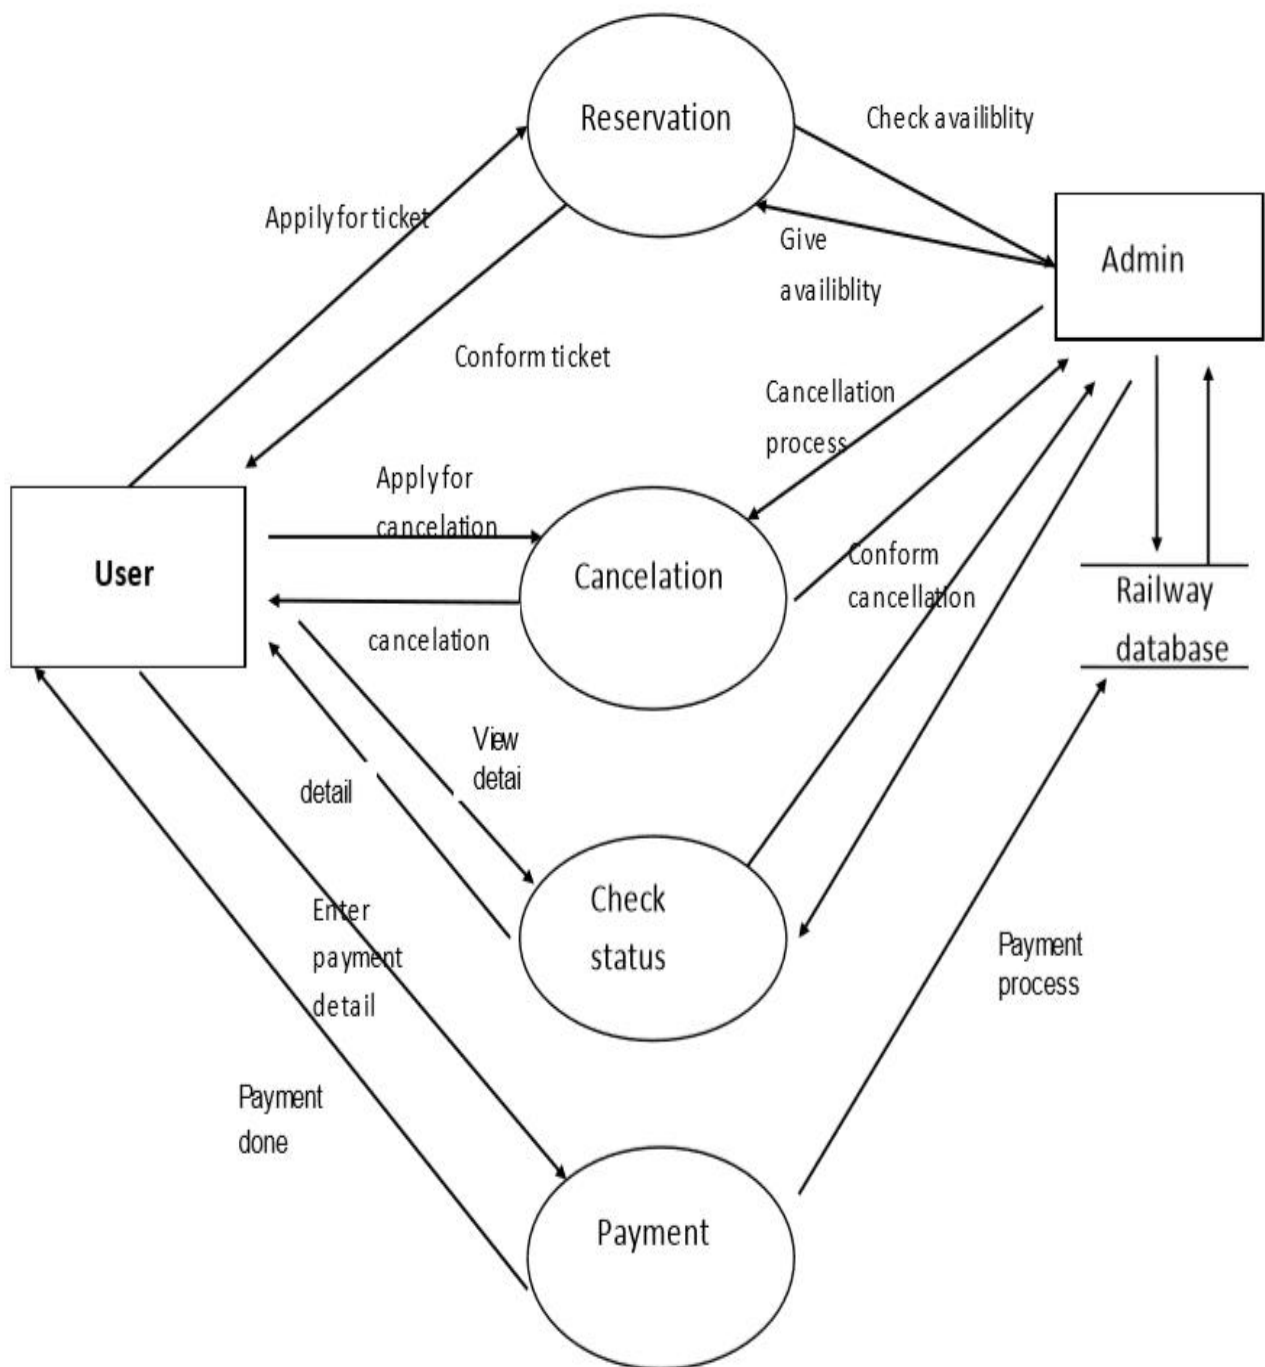 Reservation
Check availiblity
Appily for ticket
Give
availiblity
Admin
Conform ticket
Cancellation
process
Apply for
cancelation
User
Cancelation
Conform
cancellation
Railway
database
cancelation
View
detai
detail
Check
status
Enter
payment
detail
Payment
process
Payment
done
Payment